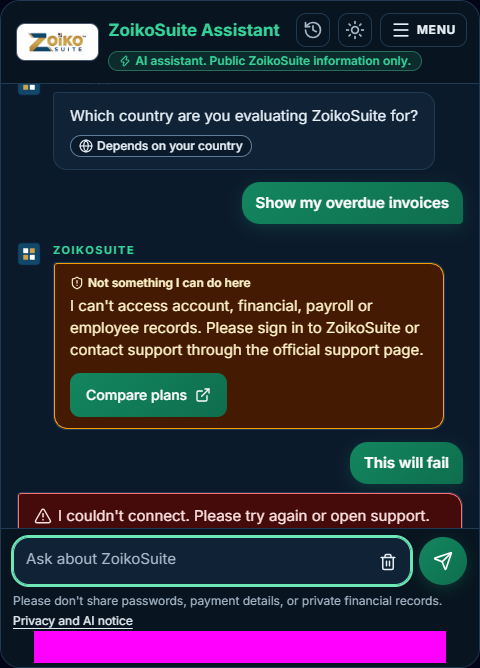 ZOIKO™
SUITE
ZoikoSuite Assistant
MENU
AI assistant. Public ZoikoSuite information only.
Which country are you evaluating ZoikoSuite for?
Depends on your country
Show my overdue invoices
ZOIKOSUITE
Not something I can do here
I can't access account, financial, payroll or
employee records. Please sign in to ZoikoSuite or
contact support through the official support page.
Compare plans
This will fail
I couldn't connect. Please try again or open support.
Ask about ZoikoSuite
Please don't share passwords, payment details, or private financial records.
Privacy and AI notice